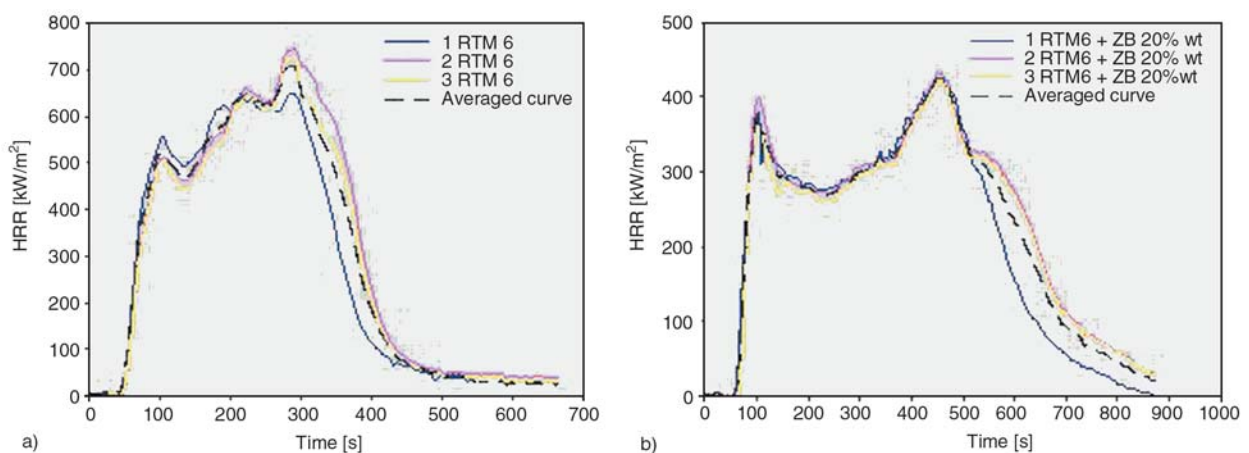 800
700
600
500
400
300
200
100
0
HRR [kW/m²]
1 RTM 6
2 RTM 6
3 RTM 6
Averaged curve
0 100 200 300 400 500 600 700
Time [s]
a)
500
400
300
200
100
0
HRR [kW/m²]
1 RTM6 + ZB 20% wt
2 RTM6 + ZB 20% wt
3 RTM6 + ZB 20%wt
Averaged curve
0 100 200 300 400 500 600 700 800 900 1000
Time [s]
b)